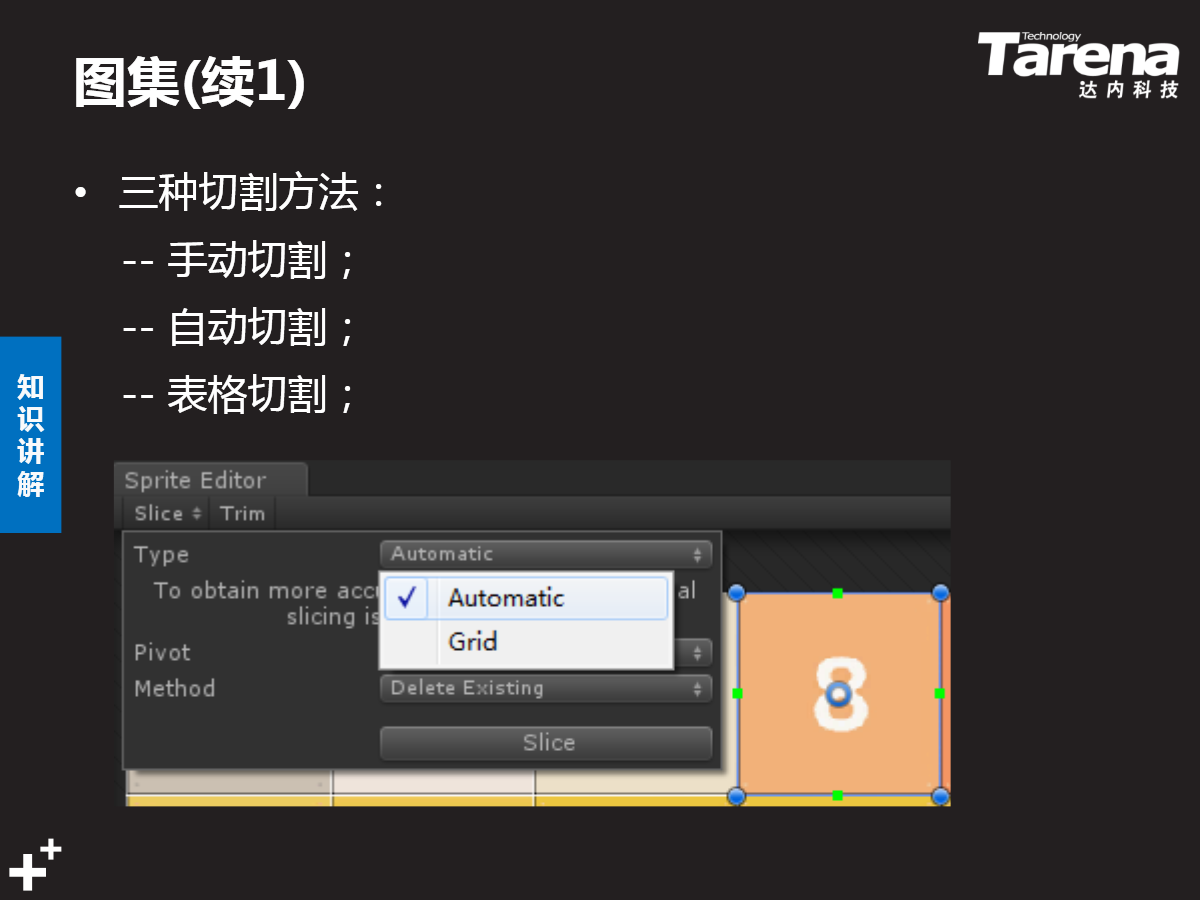 图集(续1)
Technology
Tarena
达内科技
• 三种切割方法：
-- 手动切割；
-- 自动切割；
-- 表格切割；
知识讲解
Sprite Editor
Slice Trim
Type Automatic
To obtain more al
slicing
Automatic
Grid
Pivot
Method Delete Existing
Slice
8